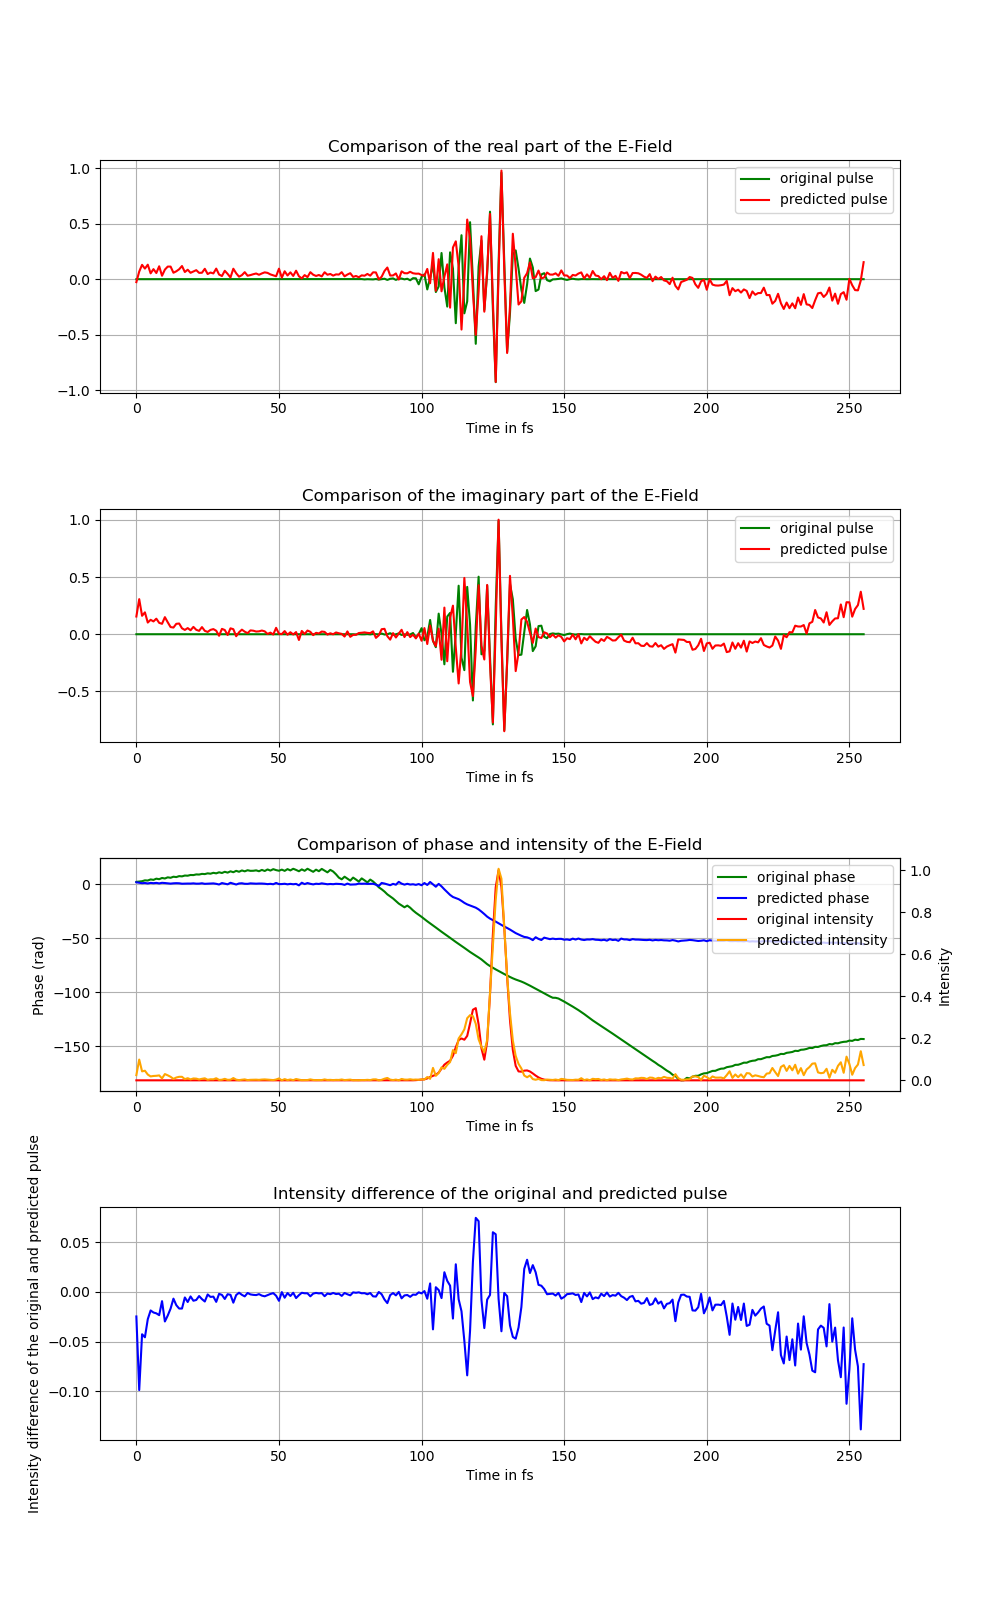 Comparison of the real part of the E-Field
1.0
0.5
0.0
−0.5
−1.0
original pulse
predicted pulse
0 50 100 150 200 250
Time in fs
Comparison of the imaginary part of the E-Field
1.0
0.5
0.0
−0.5
original pulse
predicted pulse
0 50 100 150 200 250
Time in fs
Comparison of phase and intensity of the E-Field
Phase (rad)
0
−50
−100
−150
original phase
predicted phase
original intensity
predicted intensity
1.0
0.8
0.6
0.4
0.2
0.0
Intensity
0 50 100 150 200 250
Time in fs
Intensity difference of the original and predicted pulse
Intensity difference of the original and predicted pulse
0.05
0.00
−0.05
−0.10
0 50 100 150 200 250
Time in fs